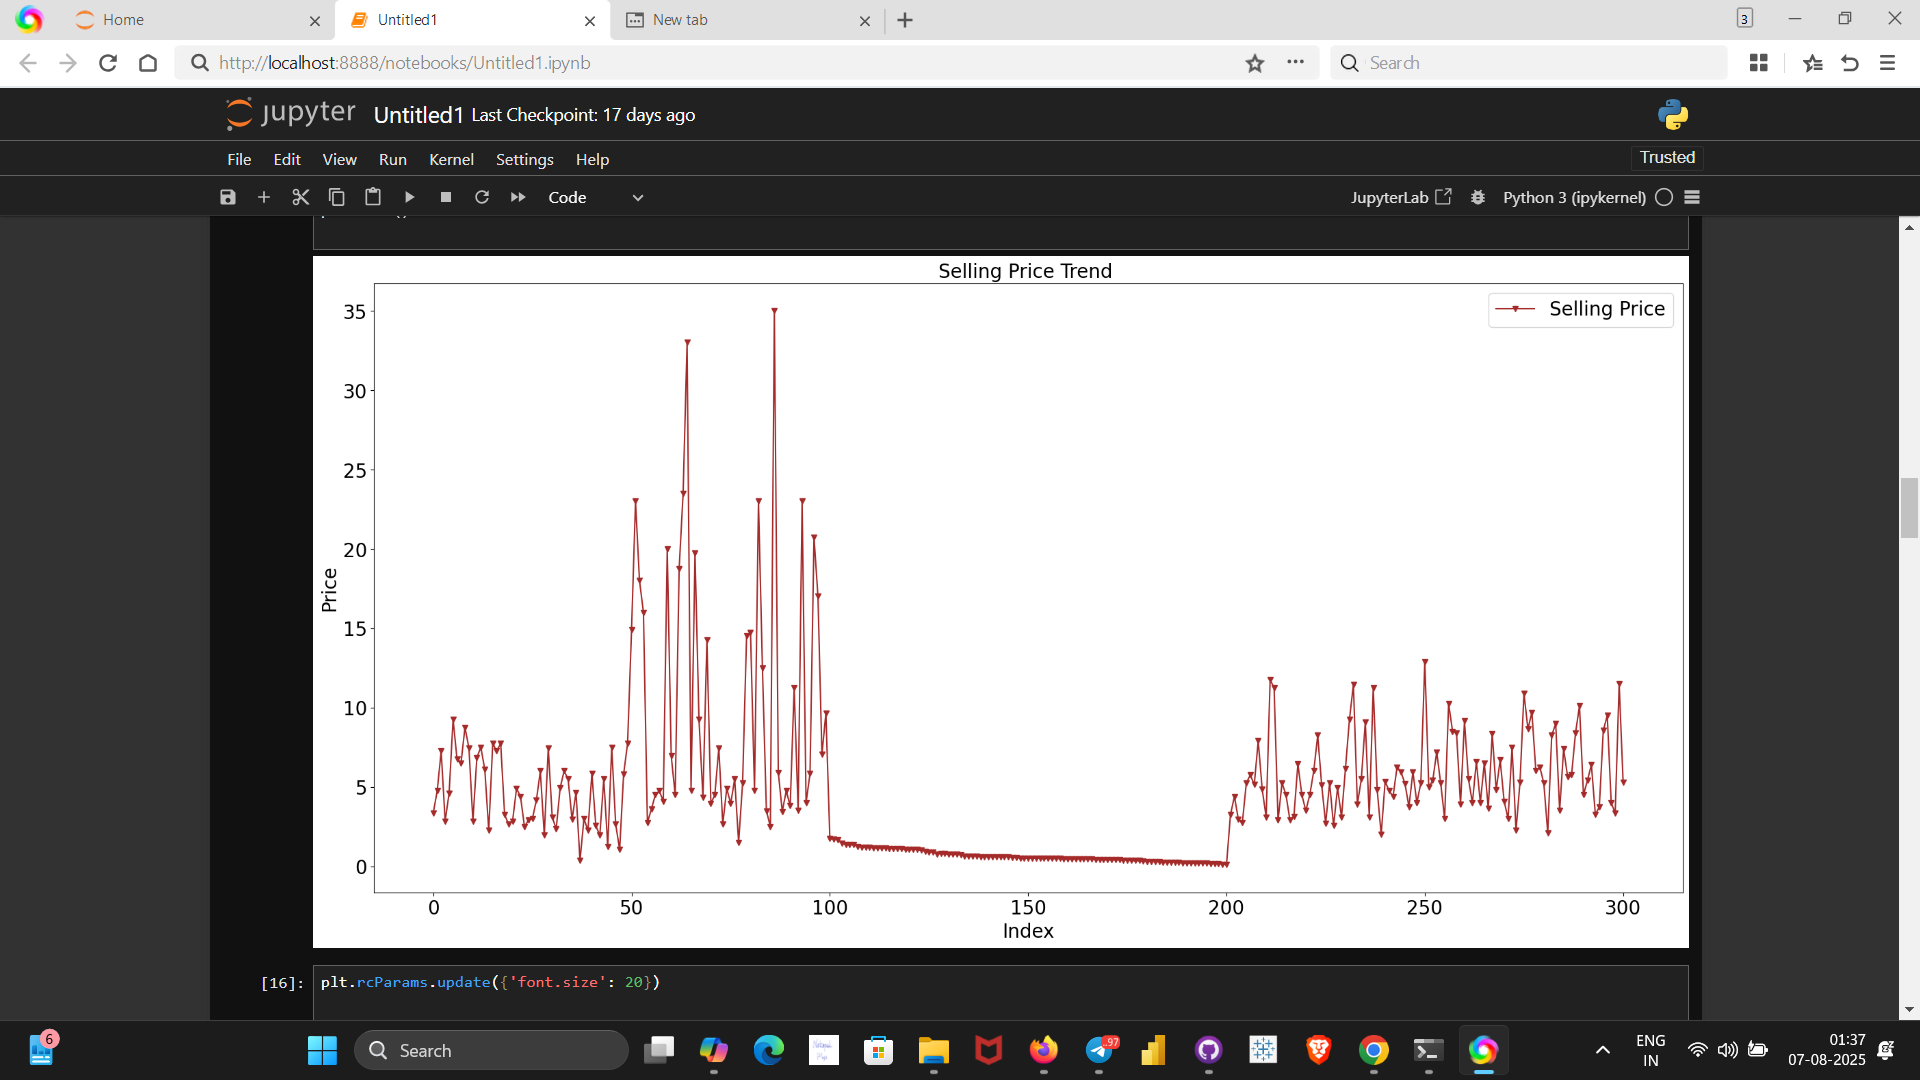 Home
Untitled1
New tab
3
http://localhost:8888/notebooks/Untitled1.ipynb
Search
jupyter Untitled1 Last Checkpoint: 17 days ago
File Edit View Run Kernel Settings Help
Trusted
Code
JupyterLab
Python 3 (ipykernel)
Selling Price Trend
Selling Price
35
30
25
20
15
10
5
0
Price
0 50 100 150 200 250 300
Index
[16]: plt.rcParams.update({'font.size': 20})
6
Search
97
ENG
IN
01:37
07-08-2025